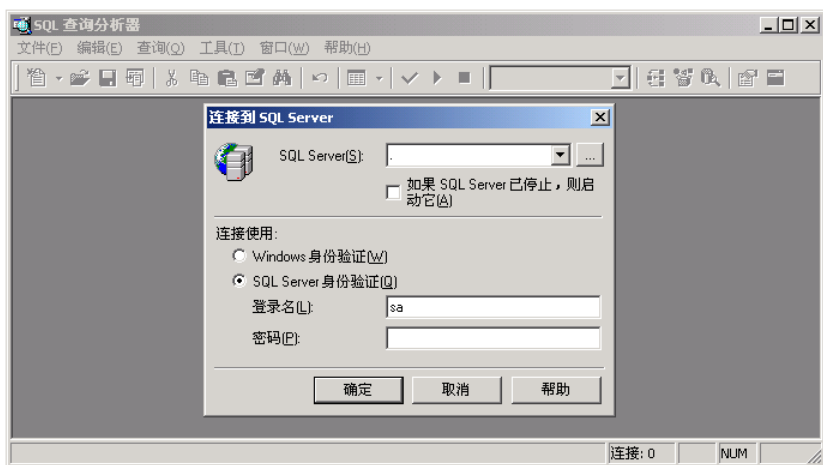 SQL 查询分析器
文件(F) 编辑(E) 查询(Q) 工具(T) 窗口(W) 帮助(H)
连接到 SQL Server
SQL Server(S): .
...
如果 SQL Server 已停止，则启
动它(A)
连接使用:
Windows 身份验证(W)
SQL Server 身份验证(Q)
登录名(L): sa
密码(P):
确定 取消 帮助
连接: 0 NUM